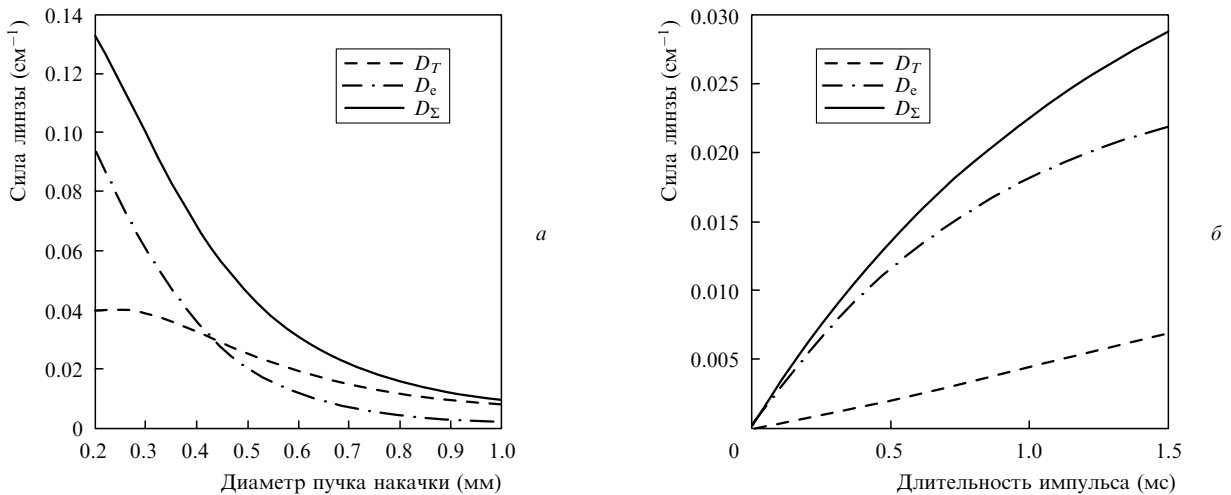 0.14
0.12
0.10
0.08
0.06
0.04
0.02
0
Сила линзы (см⁻¹)
D_T
D_e
D_Σ
0.2 0.3 0.4 0.5 0.6 0.7 0.8 0.9 1.0
Диаметр пучка накачки (мм)
а
0.030
0.025
0.020
0.015
0.010
0.005
Сила линзы (см⁻¹)
D_T
D_e
D_Σ
0 0.5 1.0 1.5
Длительность импульса (мс)
б